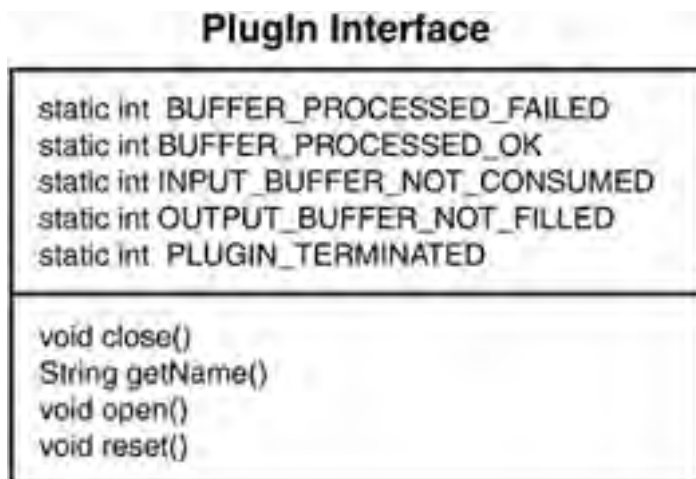 PlugIn Interface
static int BUFFER_PROCESSED_FAILED
static int BUFFER_PROCESSED_OK
static int INPUT_BUFFER_NOT_CONSUMED
static int OUTPUT_BUFFER_NOT_FILLED
static int PLUGIN_TERMINATED
void close()
String getName()
void open()
void reset()